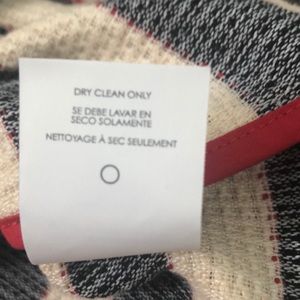 DRY CLEAN ONLY
SE DEBE LAVAR EN
SECO SOLAMENTE
NETTOYAGE À SEC SEULEMENT